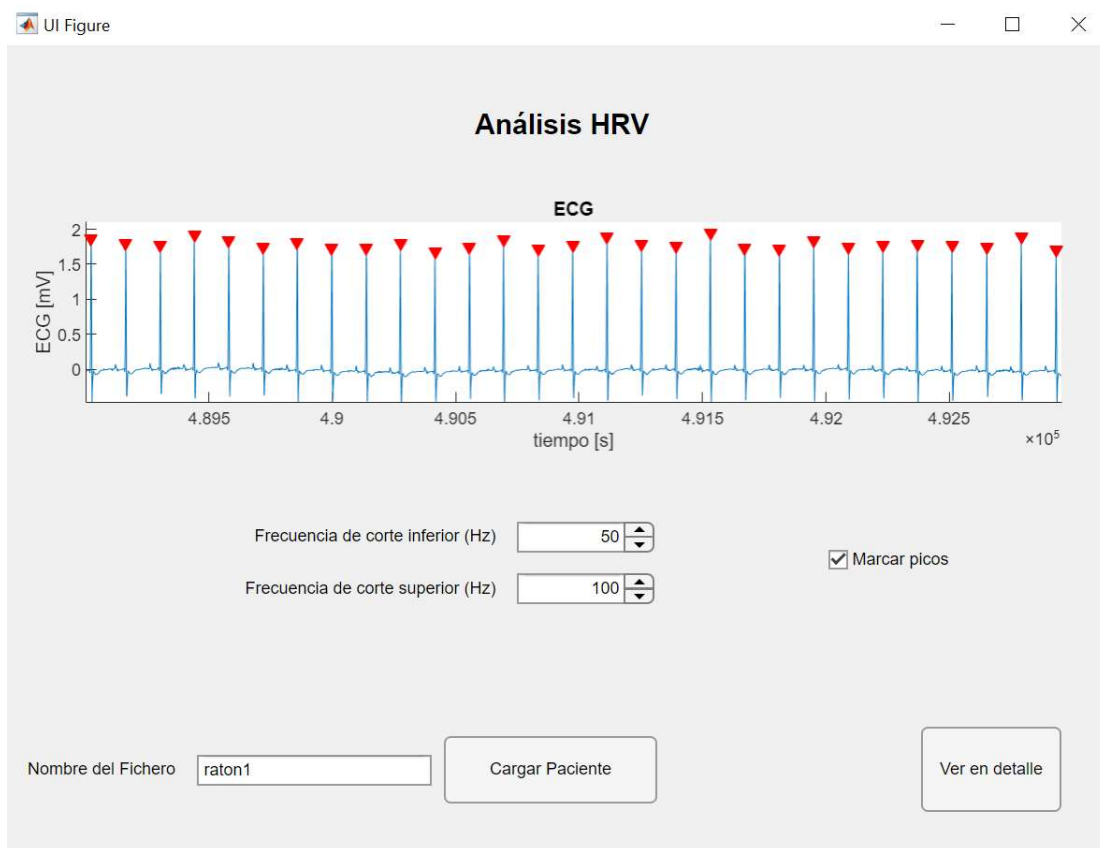 UI Figure
Análisis HRV
ECG
2
1.5
1
0.5
0
ECG [mV]
4.895 4.9 4.905 4.91 4.915 4.92 4.925
tiempo [s]
×10⁵
Frecuencia de corte inferior (Hz) 50
Marcar picos
Frecuencia de corte superior (Hz) 100
Nombre del Fichero raton1 Cargar Paciente Ver en detalle